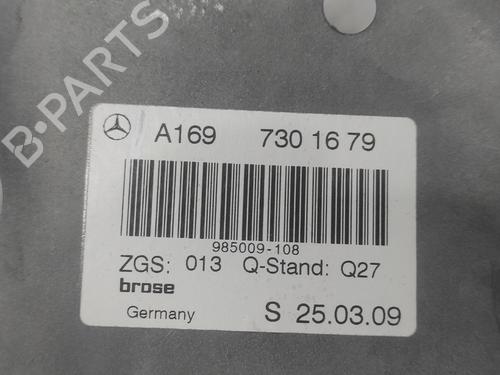 B-PARTS
A169 730 16 79
985009-108
ZGS: 013 Q-Stand: Q27
brose
Germany S 25.03.09